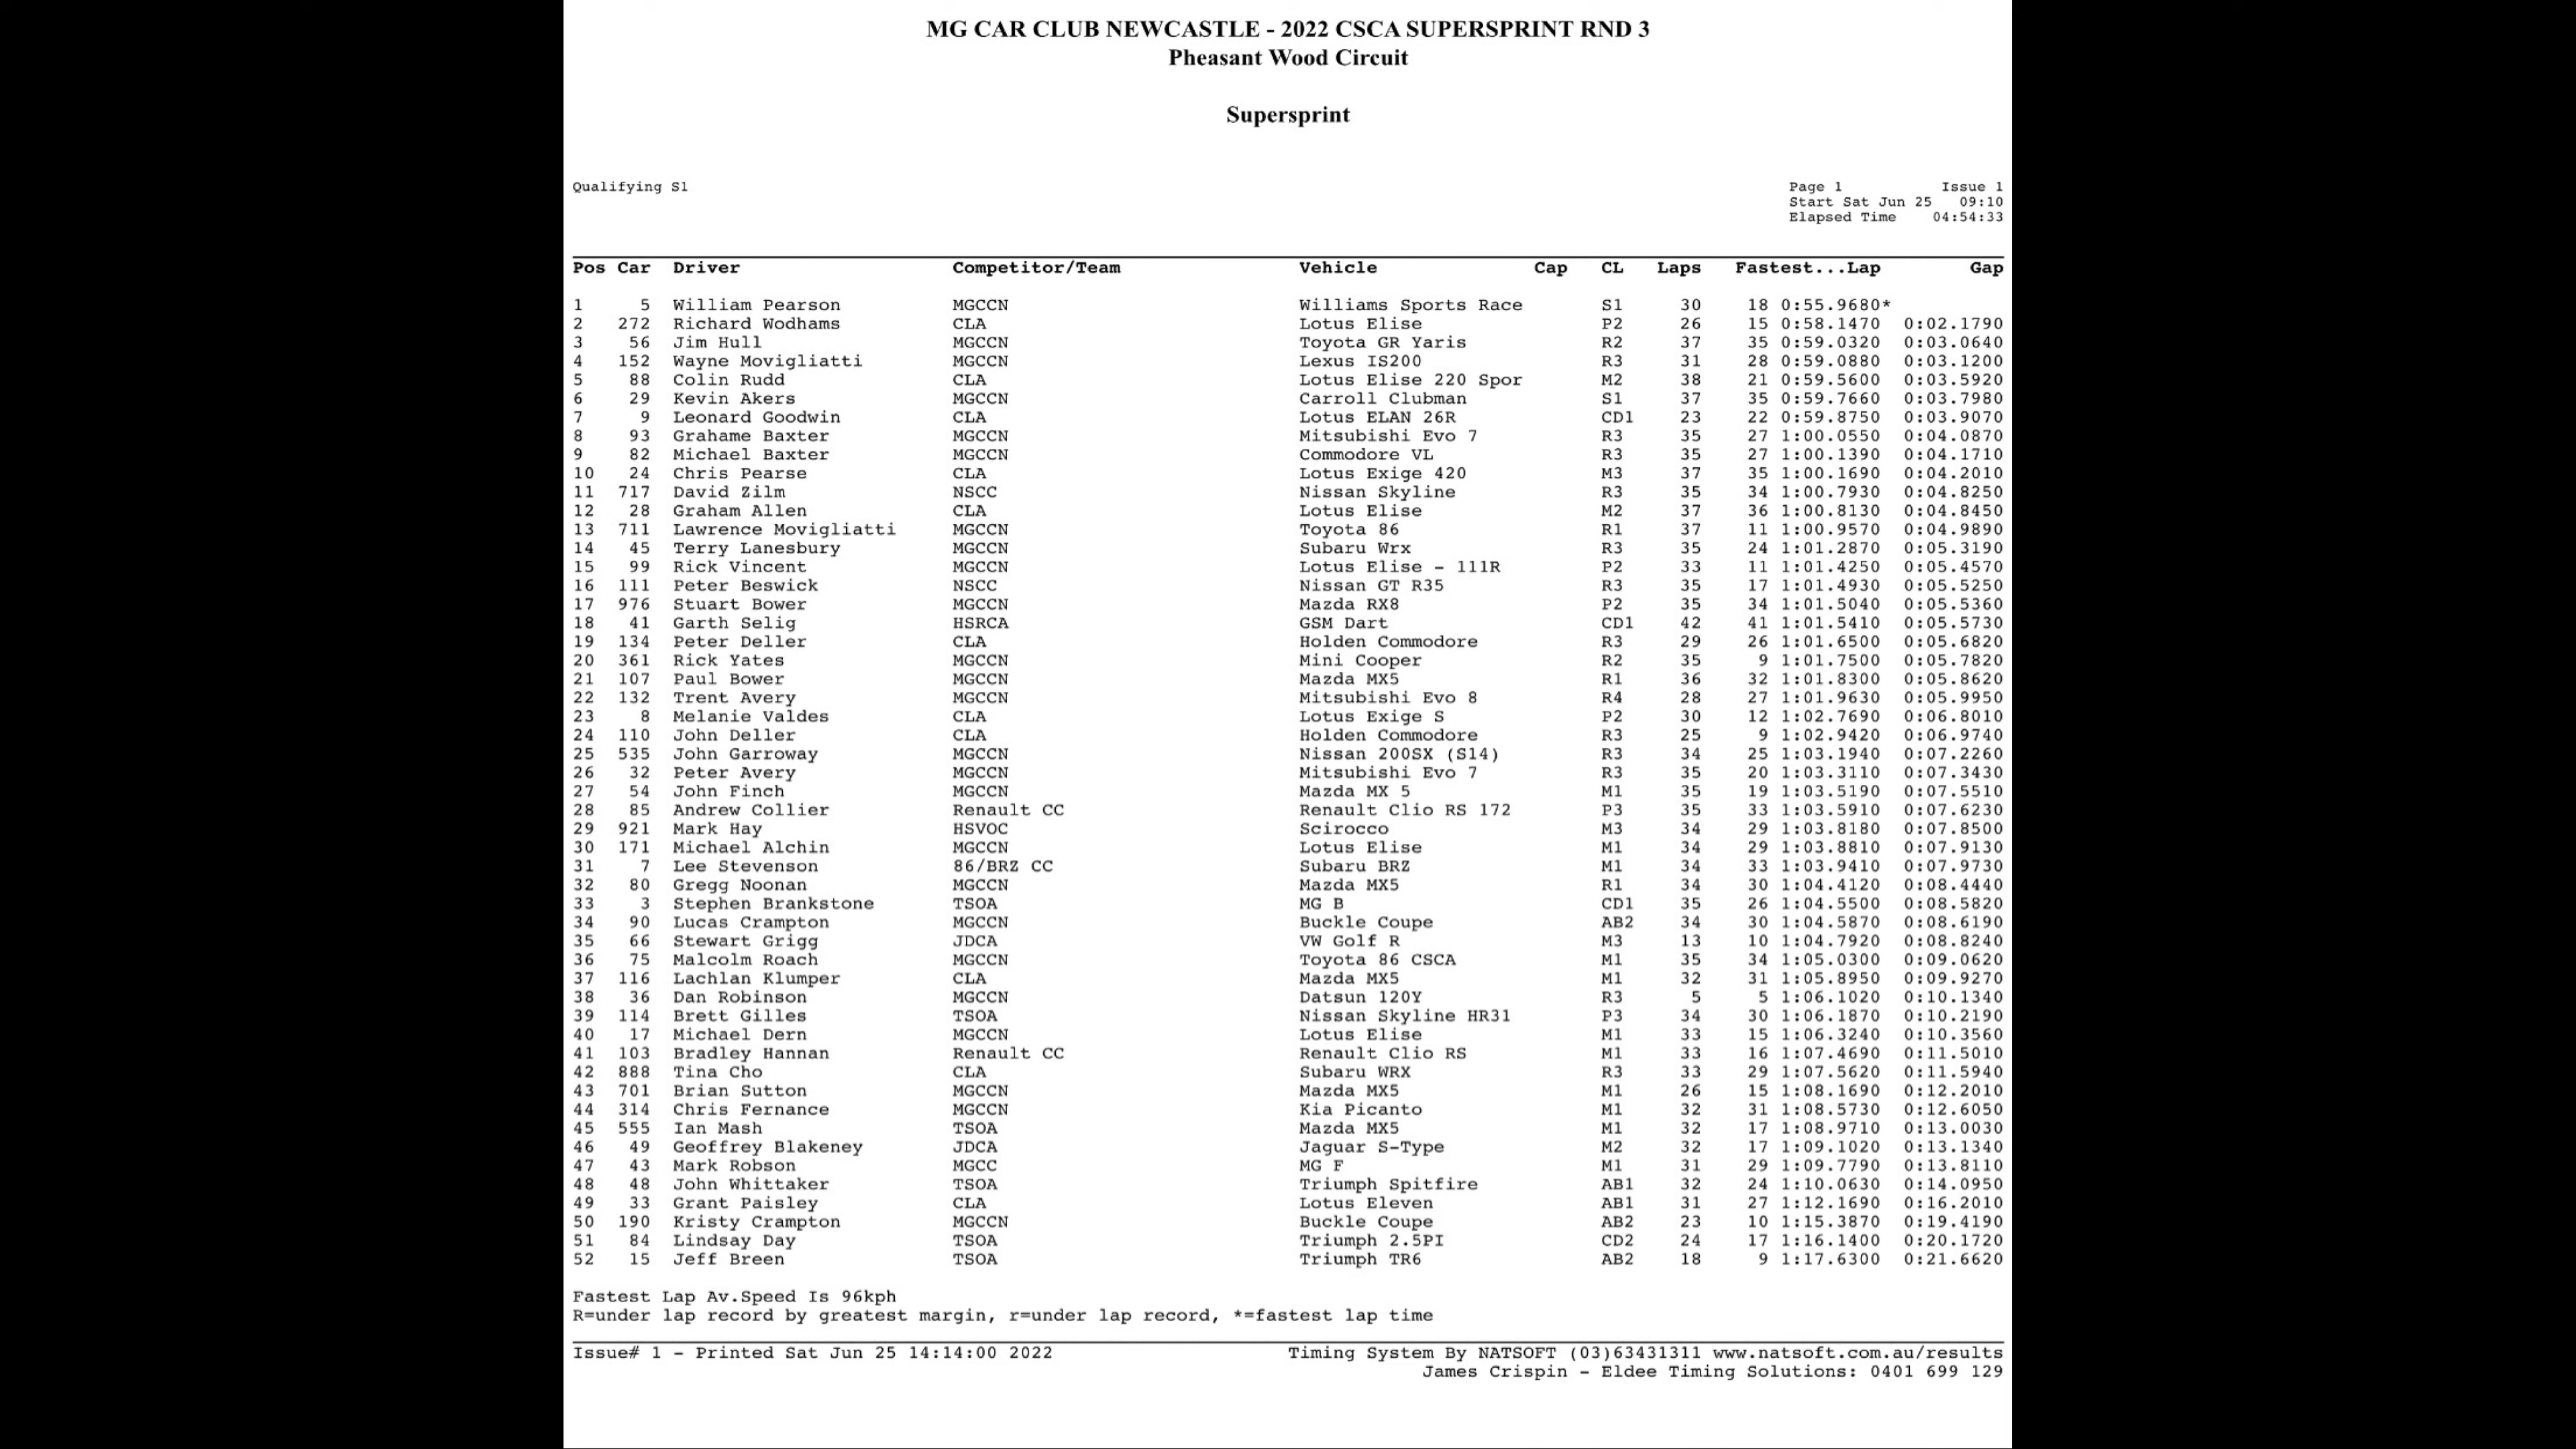 MG CAR CLUB NEWCASTLE - 2022 CSCA SUPERSPRINT RND 3
Pheasant Wood Circuit
Supersprint
Qualifying S1 Page 1 Issue 1
Start Sat Jun 25 09:10
Elapsed Time 04:54:33
Pos Car Driver Competitor/Team Vehicle Cap CL Laps Fastest...Lap Gap
1 5 William Pearson MGCCN Williams Sports Race S1 30 18 0:55.9680*
2 272 Richard Wodhams CLA Lotus Elise P2 26 15 0:58.1470 0:02.1790
3 56 Jim Hull MGCCN Toyota GR Yaris R2 37 35 0:59.0320 0:03.0640
4 152 Wayne Movigliatti MGCCN Lexus IS200 R3 31 28 0:59.0880 0:03.1200
5 88 Colin Rudd CLA Lotus Elise 220 Spor M2 38 21 0:59.5600 0:03.5920
6 29 Kevin Akers MGCCN Carroll Clubman S1 37 35 0:59.7660 0:03.7980
7 9 Leonard Goodwin CLA Lotus ELAN 26R CD1 23 22 0:59.8750 0:03.9070
8 93 Grahame Baxter MGCCN Mitsubishi Evo 7 R3 35 27 1:00.0550 0:04.0870
9 82 Michael Baxter MGCCN Commodore VL R3 35 27 1:00.1390 0:04.1710
10 24 Chris Pearse CLA Lotus Exige 420 M3 37 35 1:00.1690 0:04.2010
11 717 David Zilm NSCC Nissan Skyline R3 35 34 1:00.7930 0:04.8250
12 28 Graham Allen CLA Lotus Elise M2 37 36 1:00.8130 0:04.8450
13 711 Lawrence Movigliatti MGCCN Toyota 86 R1 37 11 1:00.9570 0:04.9890
14 45 Terry Lanesbury MGCCN Subaru Wrx R3 35 24 1:01.2870 0:05.3190
15 99 Rick Vincent MGCCN Lotus Elise - 111R P2 33 11 1:01.4250 0:05.4570
16 111 Peter Beswick NSCC Nissan GT R35 R3 35 17 1:01.4930 0:05.5250
17 976 Stuart Bower MGCCN Mazda RX8 P2 35 34 1:01.5040 0:05.5360
18 41 Garth Selig HSRCA GSM Dart CD1 42 41 1:01.5410 0:05.5730
19 134 Peter Deller CLA Holden Commodore R3 29 26 1:01.6500 0:05.6820
20 361 Rick Yates MGCCN Mini Cooper R2 35 9 1:01.7500 0:05.7820
21 107 Paul Bower MGCCN Mazda MX5 R1 36 32 1:01.8300 0:05.8620
22 132 Trent Avery MGCCN Mitsubishi Evo 8 R4 28 27 1:01.9630 0:05.9950
23 8 Melanie Valdes CLA Lotus Exige S P2 30 12 1:02.7690 0:06.8010
24 110 John Deller CLA Holden Commodore R3 25 9 1:02.9420 0:06.9740
25 535 John Garroway MGCCN Nissan 200SX (S14) R3 34 25 1:03.1940 0:07.2260
26 32 Peter Avery MGCCN Mitsubishi Evo 7 R3 35 20 1:03.3110 0:07.3430
27 54 John Finch MGCCN Mazda MX 5 M1 35 19 1:03.5190 0:07.5510
28 85 Andrew Collier Renault CC Renault Clio RS 172 P3 35 33 1:03.5910 0:07.6230
29 921 Mark Hay HSVOC Scirocco M3 34 29 1:03.8180 0:07.8500
30 171 Michael Alchin MGCCN Lotus Elise M1 34 29 1:03.8810 0:07.9130
31 7 Lee Stevenson 86/BRZ CC Subaru BRZ M1 34 33 1:03.9410 0:07.9730
32 80 Gregg Noonan MGCCN Mazda MX5 R1 34 30 1:04.4120 0:08.4440
33 3 Stephen Brankstone TSOA MG B CD1 35 26 1:04.5500 0:08.5820
34 90 Lucas Crampton MGCCN Buckle Coupe AB2 34 30 1:04.5870 0:08.6190
35 66 Stewart Grigg JDCA VW Golf R M3 13 10 1:04.7920 0:08.8240
36 75 Malcolm Roach MGCCN Toyota 86 CSCA M1 35 34 1:05.0300 0:09.0620
37 116 Lachlan Klumper CLA Mazda MX5 M1 32 31 1:05.8950 0:09.9270
38 36 Dan Robinson MGCCN Datsun 120Y R3 5 5 1:06.1020 0:10.1340
39 114 Brett Gilles TSOA Nissan Skyline HR31 P3 34 30 1:06.1870 0:10.2190
40 17 Michael Dern MGCCN Lotus Elise M1 33 15 1:06.3240 0:10.3560
41 103 Bradley Hannan Renault CC Renault Clio RS M1 33 16 1:07.4690 0:11.5010
42 888 Tina Cho CLA Subaru WRX R3 33 29 1:07.5620 0:11.5940
43 701 Brian Sutton MGCCN Mazda MX5 M1 26 15 1:08.1690 0:12.2010
44 314 Chris Fernance MGCCN Kia Picanto M1 32 31 1:08.5730 0:12.6050
45 555 Ian Mash TSOA Mazda MX5 M1 32 17 1:08.9710 0:13.0030
46 49 Geoffrey Blakeney JDCA Jaguar S-Type M2 32 17 1:09.1020 0:13.1340
47 43 Mark Robson MGCC MG F M1 31 29 1:09.7790 0:13.8110
48 48 John Whittaker TSOA Triumph Spitfire AB1 32 24 1:10.0630 0:14.0950
49 33 Grant Paisley CLA Lotus Eleven AB1 31 27 1:12.1690 0:16.2010
50 190 Kristy Crampton MGCCN Buckle Coupe AB2 23 10 1:15.3870 0:19.4190
51 84 Lindsay Day TSOA Triumph 2.5PI CD2 24 17 1:16.1400 0:20.1720
52 15 Jeff Breen TSOA Triumph TR6 AB2 18 9 1:17.6300 0:21.6620
Fastest Lap Av.Speed Is 96kph
R=under lap record by greatest margin, r=under lap record, *=fastest lap time
Issue# 1 - Printed Sat Jun 25 14:14:00 2022 Timing System By NATSOFT (03)63431311 www.natsoft.com.au/results
James Crispin - Eldee Timing Solutions: 0401 699 129